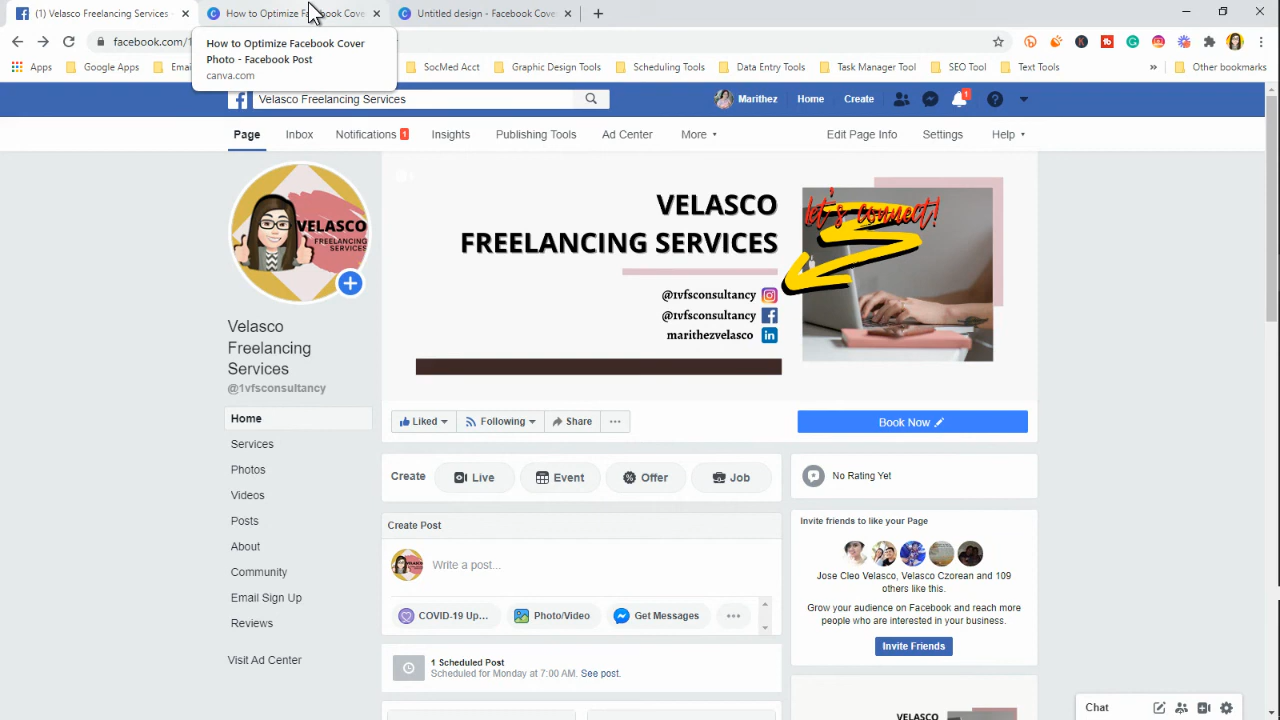 (1) Velasco Freelancing Services -
How to Optimize Facebook Cove
Untitled design - Facebook Cove
facebook.com/1
How to Optimize Facebook Cover
Photo - Facebook Post
canva.com
Apps
Google Apps
Emai
SocMed Acct
Graphic Design Tools
Scheduling Tools
Data Entry Tools
Task Manager Tool
SEO Tool
Text Tools
»
Other bookmarks
Velasco Freelancing Services
Marithez
Home
Create
1
Page
Inbox
Notifications 1
Insights
Publishing Tools
Ad Center
More
Edit Page Info
Settings
Help
VELASCO
FREELANCING
SERVICES
VELASCO
FREELANCING SERVICES
let's connect!
@1vfsconsultancy
@1vfsconsultancy
marithezvelasco
Velasco
Freelancing
Services
@1vfsconsultancy
Home
Services
Photos
Videos
Posts
About
Community
Email Sign Up
Reviews
Visit Ad Center
Liked
Following
Share
Book Now
Create
Live
Event
Offer
Job
Create Post
Write a post...
COVID-19 Up...
Photo/Video
Get Messages
1 Scheduled Post
Scheduled for Monday at 7:00 AM. See post.
No Rating Yet
Invite friends to like your Page
Jose Cleo Velasco, Velasco Czorean and 109
others like this.
Grow your audience on Facebook and reach more
people who are interested in your business.
Invite Friends
VELASCO
Chat